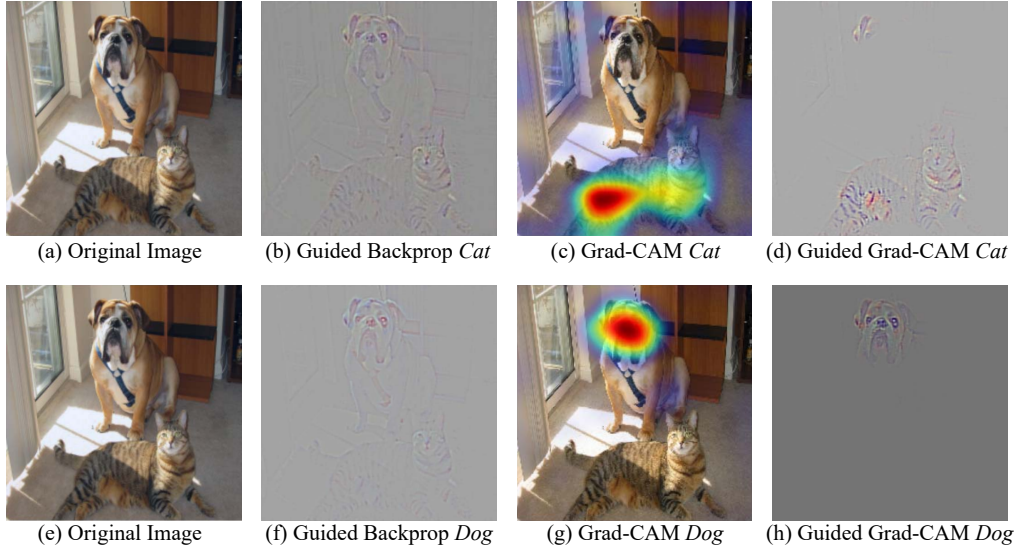 (a) Original Image
(b) Guided Backprop Cat
(c) Grad-CAM Cat
(d) Guided Grad-CAM Cat
(e) Original Image
(f) Guided Backprop Dog
(g) Grad-CAM Dog
(h) Guided Grad-CAM Dog